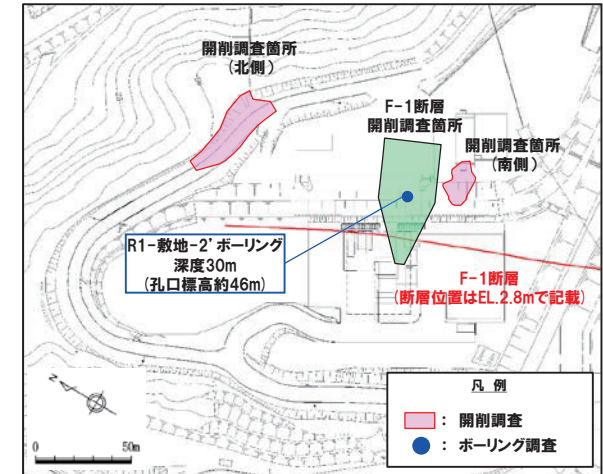 開削調査箇所
(北側)
F-1断層
開削調査箇所
開削調査箇所
(南側)
R1-敷地-2' ボーリング
深度30m
(孔口標高約46m)
F-1断層
(断層位置はEL.2.8mで記載)
N
0 50m
凡 例
: 開削調査
: ボーリング調査